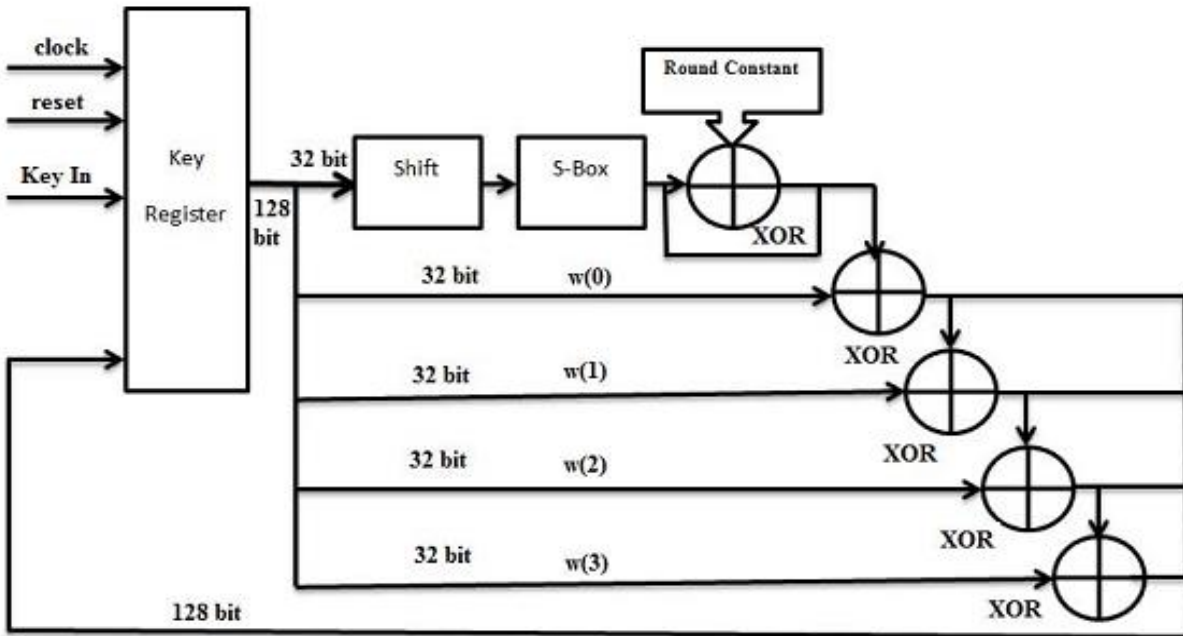 clock
reset
Key In
Key
Register
32 bit
128
bit
Shift
S-Box
Round Constant
XOR
32 bit w(0)
XOR
32 bit w(1)
XOR
32 bit w(2)
XOR
32 bit w(3)
XOR
128 bit